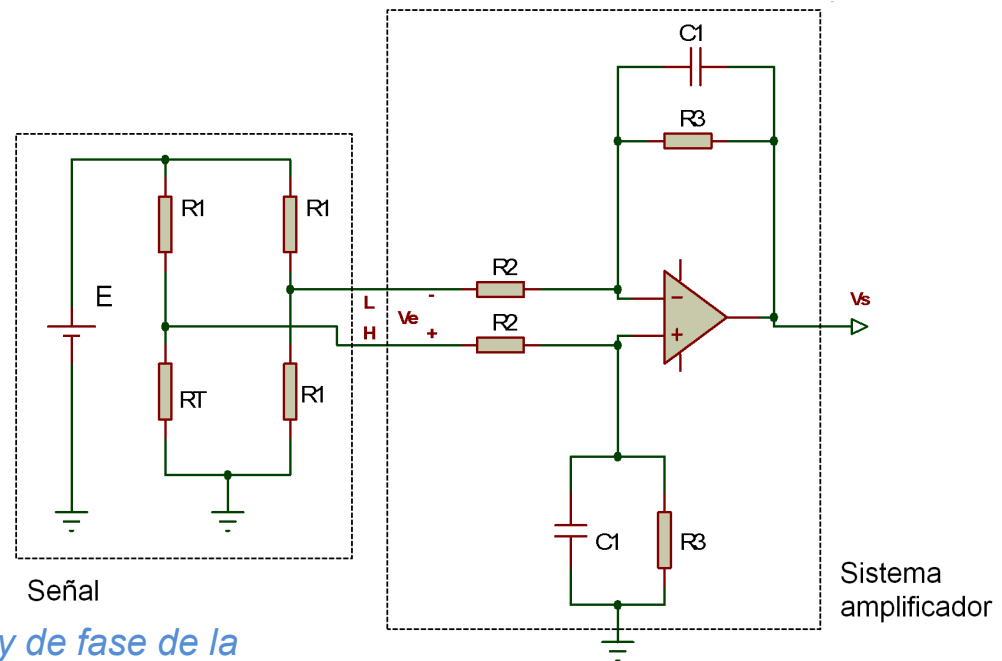 C1
R3
R1
R1
R2
E
L
-
Ve
H
+
R2
Vs
-
+
RT
R1
C1
R3
Señal
Sistema
amplificador
y de fase de la